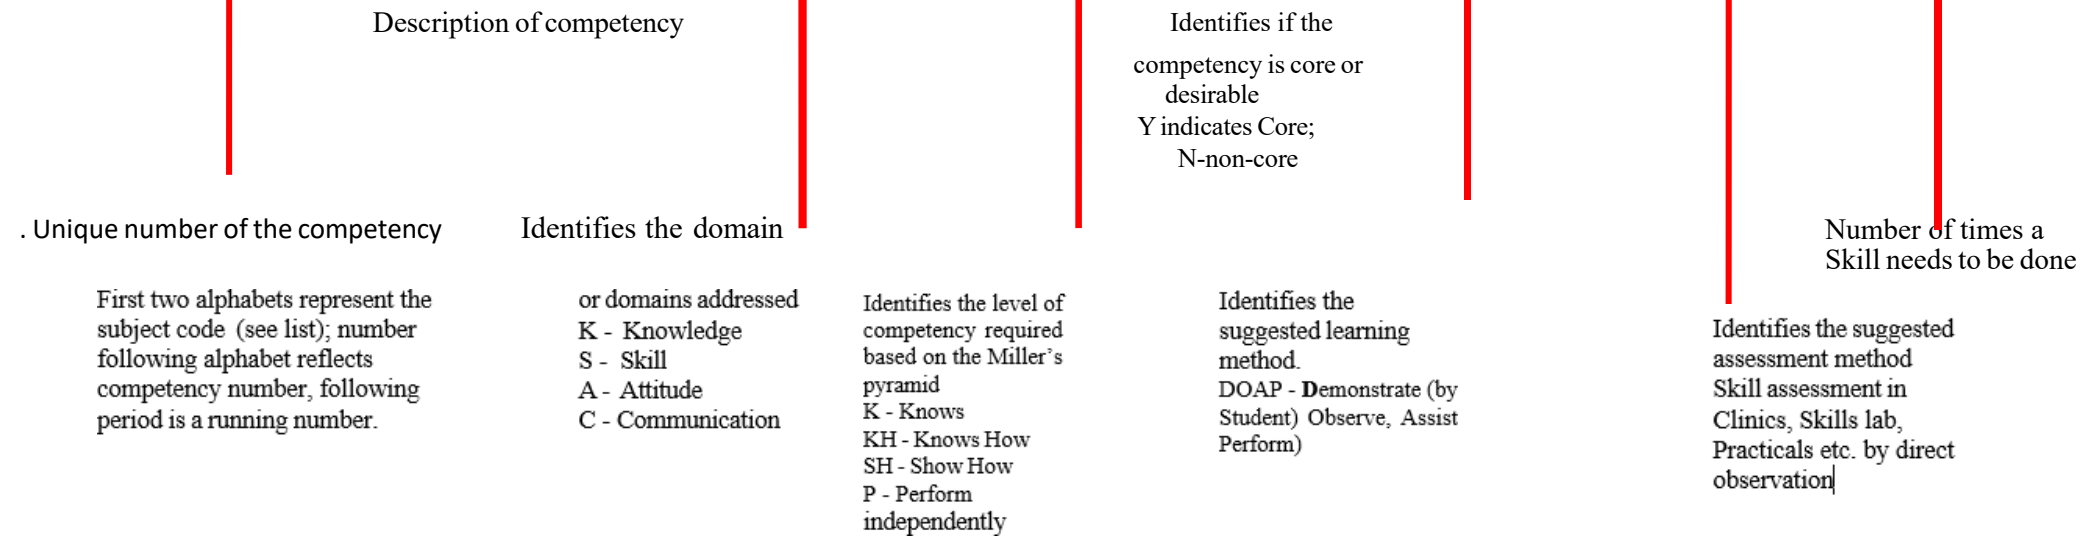 Description of competency
Identifies if the
competency is core or
desirable
Y indicates Core;
N-non-core
. Unique number of the competency
First two alphabets represent the
subject code (see list); number
following alphabet reflects
competency number, following
period is a running number.
Identifies the domain
or domains addressed
K - Knowledge
S - Skill
A - Attitude
C - Communication
Identifies the level of
competency required
based on the Miller’s
pyramid
K - Knows
KH - Knows How
SH - Show How
P - Perform
independently
Identifies the
suggested learning
method.
DOAP - Demonstrate (by
Student) Observe, Assist
Perform)
Identifies the suggested
assessment method
Skill assessment in
Clinics, Skills lab,
Practicals etc. by direct
observation
Number of times a
Skill needs to be done